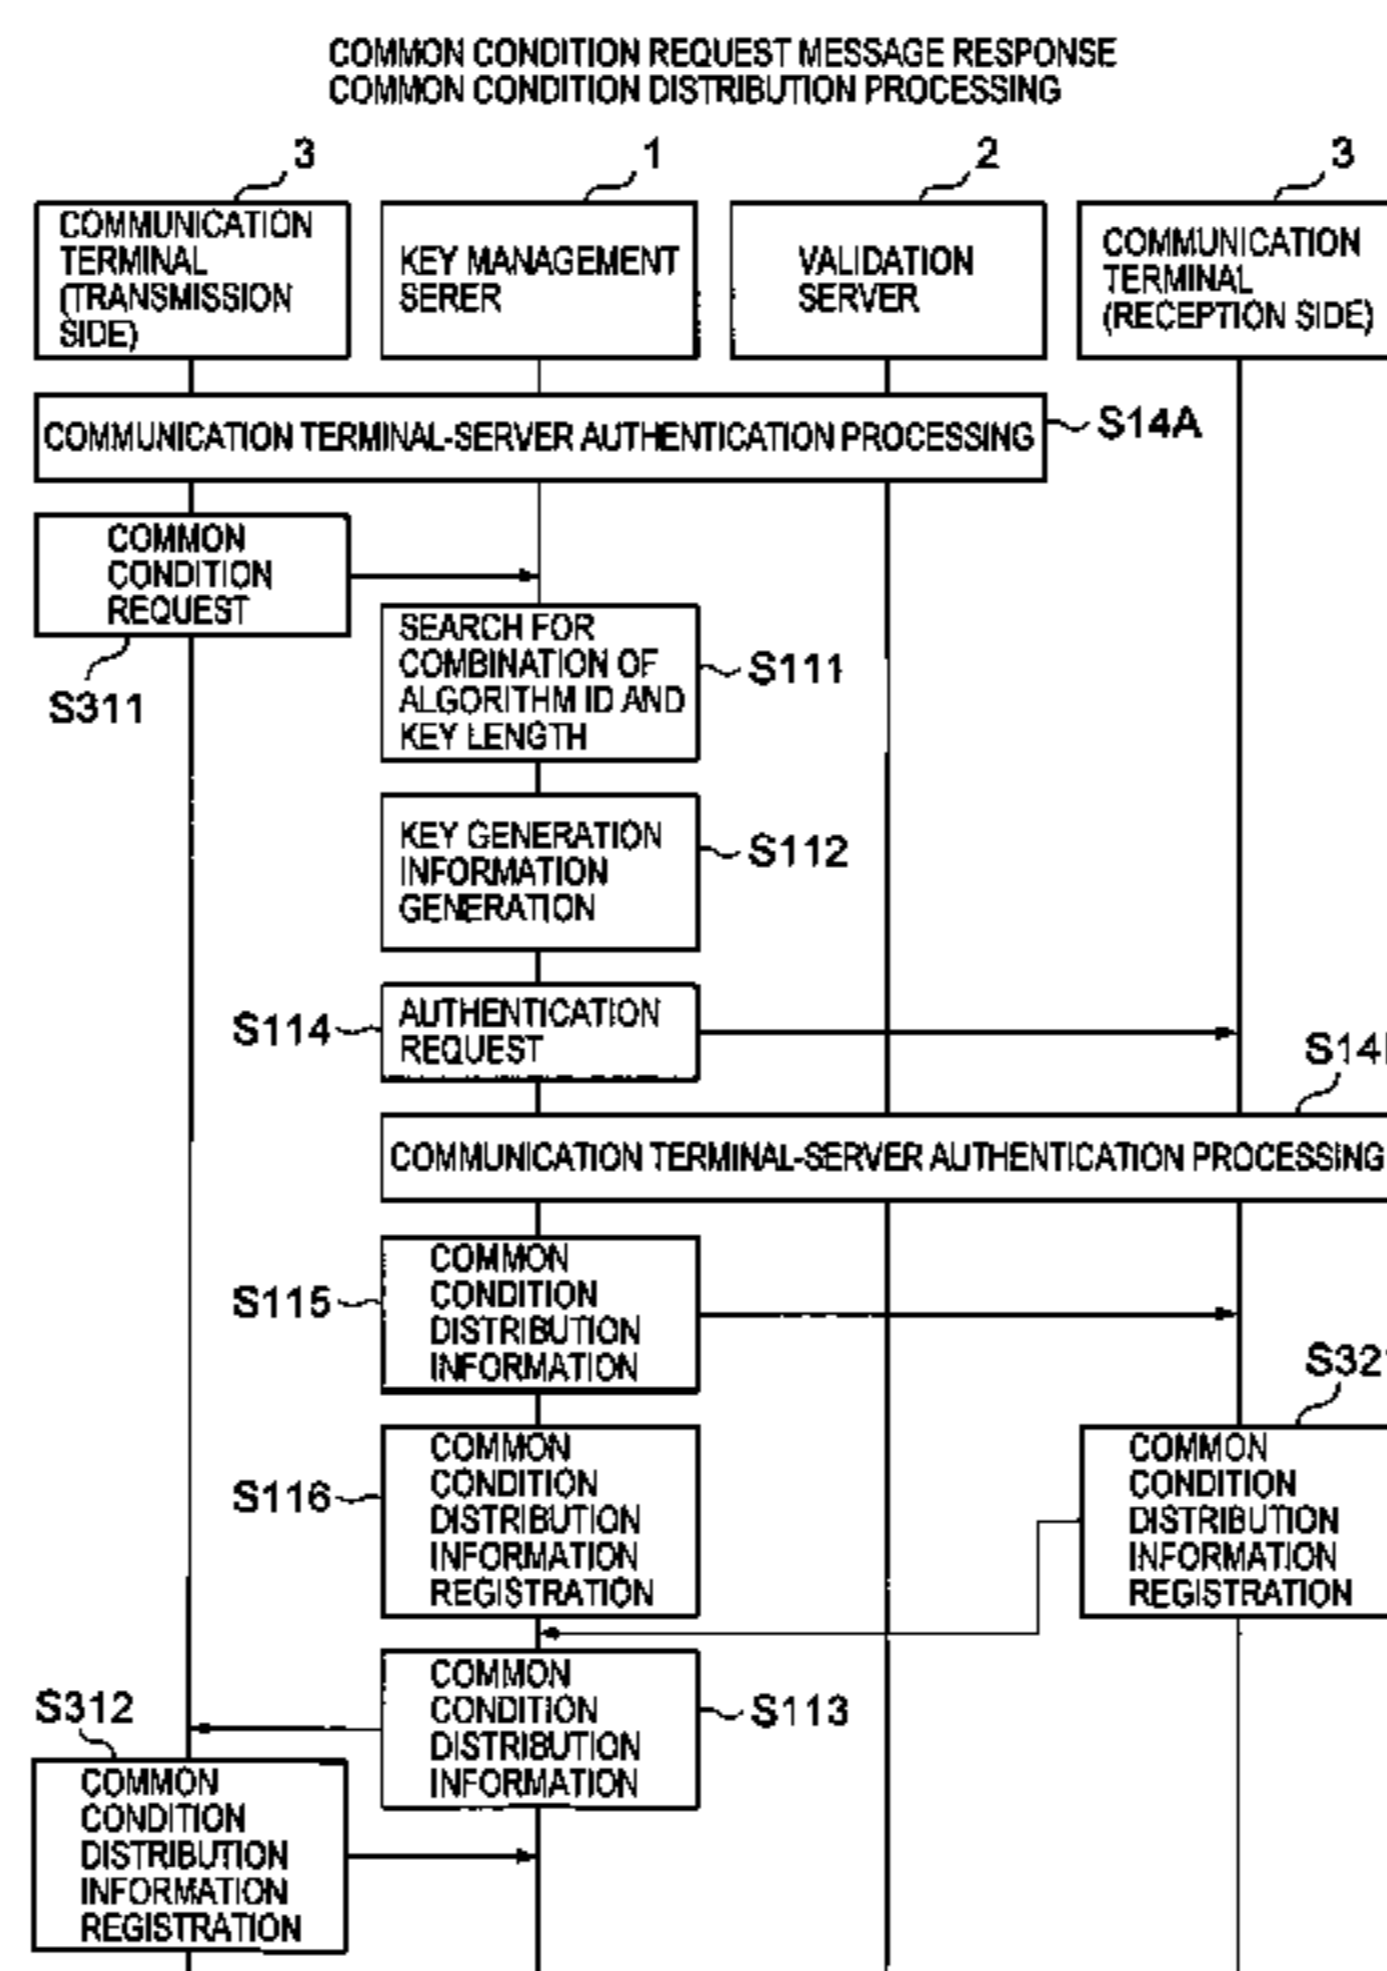 COMMON CONDITION REQUEST MESSAGE RESPONSE
COMMON CONDITION DISTRIBUTION PROCESSING
3
1
2
3
COMMUNICATION
TERMINAL
(TRANSMISSION
SIDE)
KEY MANAGEMENT
SERER
VALIDATION
SERVER
COMMUNICATION
TERMINAL
(RECEPTION SIDE)
COMMUNICATION TERMINAL-SERVER AUTHENTICATION PROCESSING
S14A
COMMON
CONDITION
REQUEST
S311
SEARCH FOR
COMBINATION OF
ALGORITHM ID AND
KEY LENGTH
S111
KEY GENERATION
INFORMATION
GENERATION
S112
S114
AUTHENTICATION
REQUEST
COMMUNICATION TERMINAL-SERVER AUTHENTICATION PROCESSING
S115
COMMON
CONDITION
DISTRIBUTION
INFORMATION
S116
COMMON
CONDITION
DISTRIBUTION
INFORMATION
REGISTRATION
COMMON
CONDITION
DISTRIBUTION
INFORMATION
REGISTRATION
COMMON
CONDITION
DISTRIBUTION
INFORMATION
S113
S312
COMMON
CONDITION
DISTRIBUTION
INFORMATION
REGISTRATION